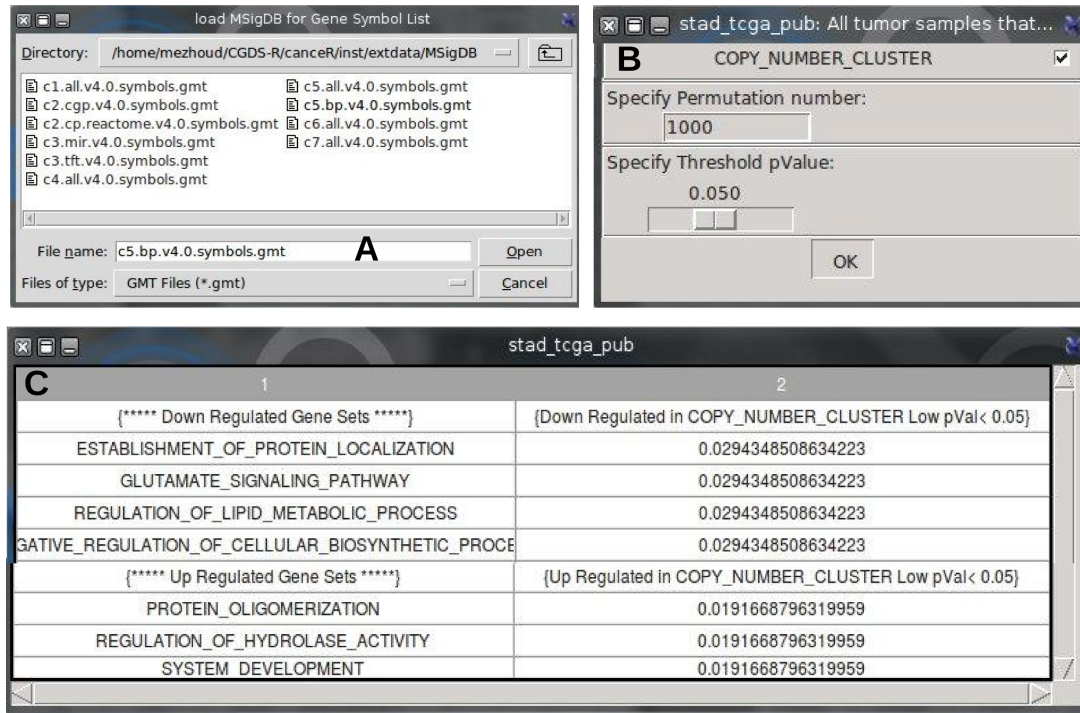 load MSigDB for Gene Symbol List
Directory: /home/mezhoud/CGDS-R/canceR/inst/extdata/MSigDB
c1.all.v4.0.symbols.gmt
c2.cgp.v4.0.symbols.gmt
c2.cp.reactome.v4.0.symbols.gmt
c3.mir.v4.0.symbols.gmt
c3.tft.v4.0.symbols.gmt
c4.all.v4.0.symbols.gmt
c5.all.v4.0.symbols.gmt
c5.bp.v4.0.symbols.gmt
c6.all.v4.0.symbols.gmt
c7.all.v4.0.symbols.gmt
File name: c5.bp.v4.0.symbols.gmt A Open
Files of type: GMT Files (*.gmt) Cancel
stad_tcga_pub: All tumor samples that...
B COPY_NUMBER_CLUSTER
Specify Permutation number:
1000
Specify Threshold pValue:
0.050
OK
stad_tcga_pub
C 1 2
{***** Down Regulated Gene Sets *****} {Down Regulated in COPY_NUMBER_CLUSTER Low pVal< 0.05}
ESTABLISHMENT_OF_PROTEIN_LOCALIZATION 0.0294348508634223
GLUTAMATE_SIGNALING_PATHWAY 0.0294348508634223
REGULATION_OF_LIPID_METABOLIC_PROCESS 0.0294348508634223
GATIVE_REGULATION_OF_CELLULAR_BIOSYNTHETIC_PROCE 0.0294348508634223
{***** Up Regulated Gene Sets *****} {Up Regulated in COPY_NUMBER_CLUSTER Low pVal< 0.05}
PROTEIN_OLIGOMERIZATION 0.0191668796319959
REGULATION_OF_HYDROLASE_ACTIVITY 0.0191668796319959
SYSTEM_DEVELOPMENT 0.0191668796319959